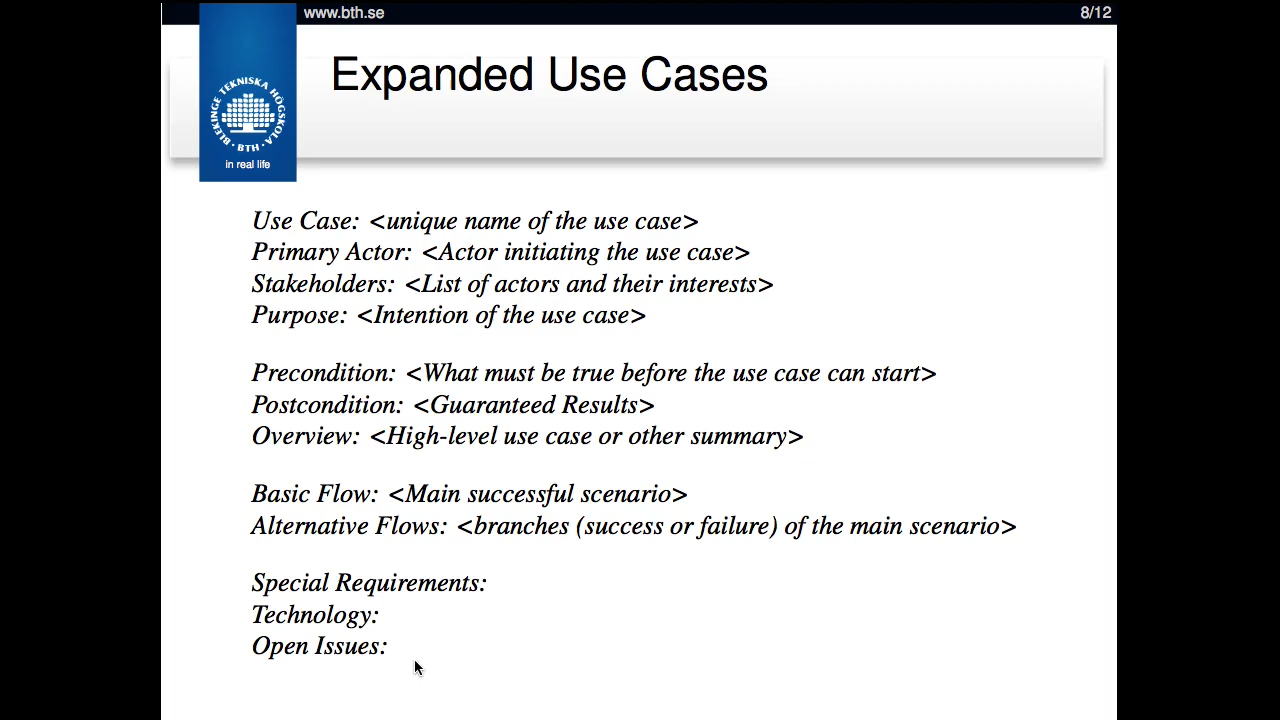 www.bth.se
8/12
Expanded Use Cases
BLEKINGE TEKNISKA HÖGSKOLA
· BTH ·
in real life
Use Case: <unique name of the use case>
Primary Actor: <Actor initiating the use case>
Stakeholders: <List of actors and their interests>
Purpose: <Intention of the use case>
Precondition: <What must be true before the use case can start>
Postcondition: <Guaranteed Results>
Overview: <High-level use case or other summary>
Basic Flow: <Main successful scenario>
Alternative Flows: <branches (success or failure) of the main scenario>
Special Requirements:
Technology:
Open Issues: